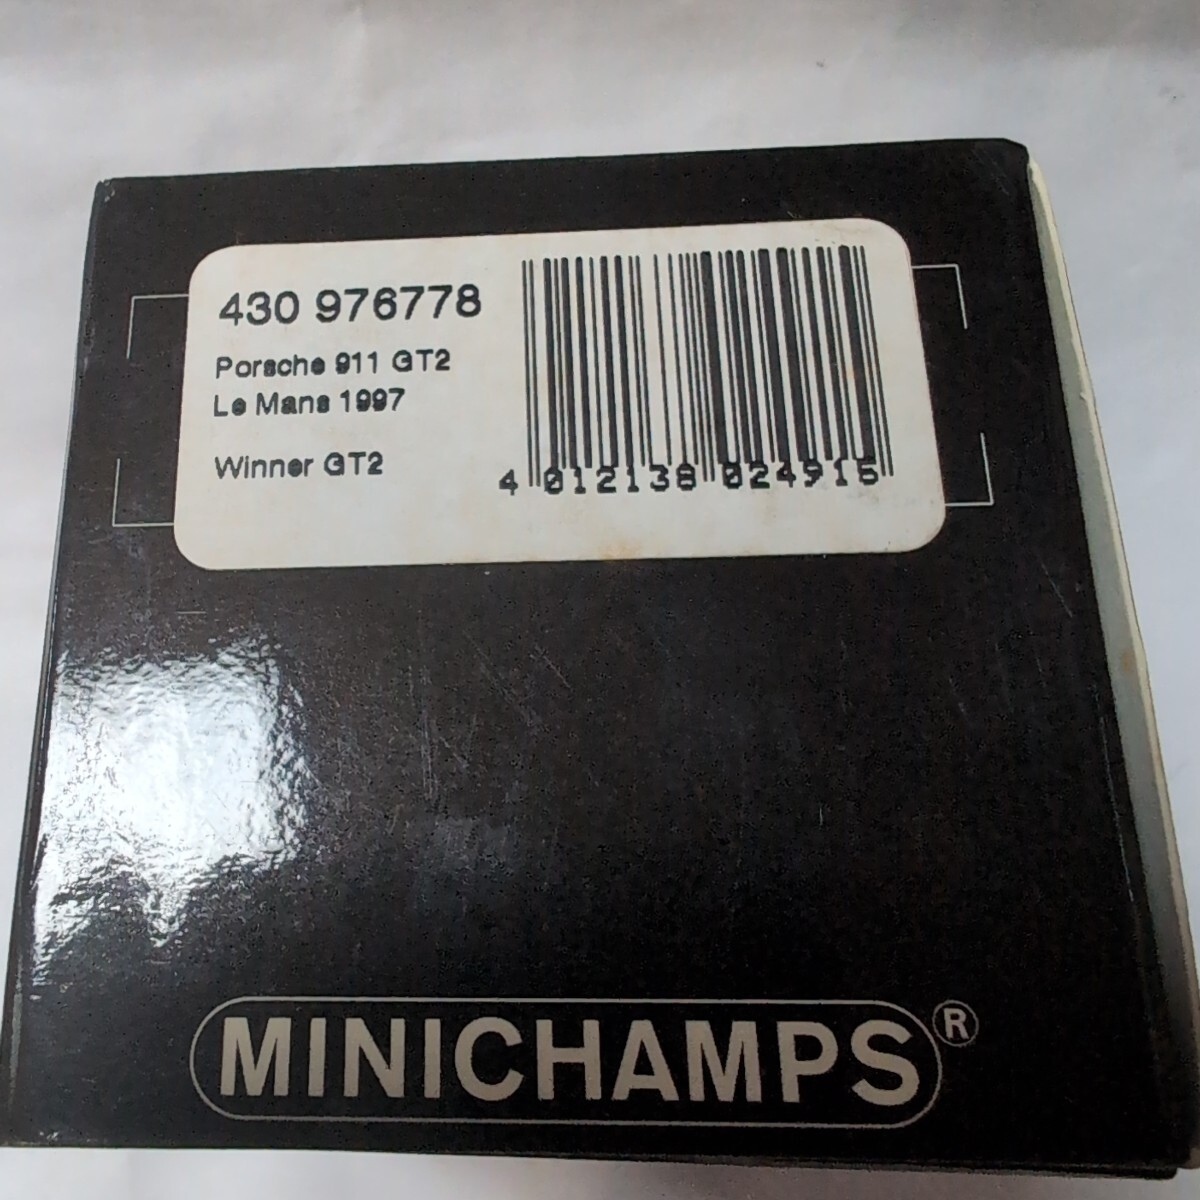 430 976778
Porsche 911 GT2
Le Mans 1997
Winner GT2
4 012138 024915
MINICHAMPS®